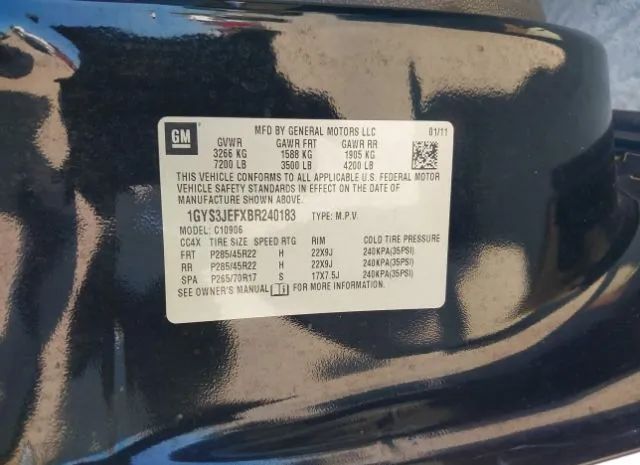 GM
MFD BY GENERAL MOTORS LLC 01/11
GVWR GAWR FRT GAWR RR
3266 KG 1588 KG 1905 KG
7200 LB 3500 LB 4200 LB
THIS VEHICLE CONFORMS TO ALL APPLICABLE U.S. FEDERAL MOTOR
VEHICLE SAFETY STANDARDS IN EFFECT ON THE DATE OF
MANUFACTURE SHOWN ABOVE.
1GYS3JEFXBR240183 TYPE: M.P.V.
MODEL: C10906
CC4X TIRE SIZE SPEED RTG RIM COLD TIRE PRESSURE
FRT P285/45R22 H 22X9J 240KPA(35PSI)
RR P285/45R22 H 22X9J 240KPA(35PSI)
SPA P265/70R17 S 17X7.5J 240KPA(35PSI)
SEE OWNER'S MANUAL FOR MORE INFORMATION.